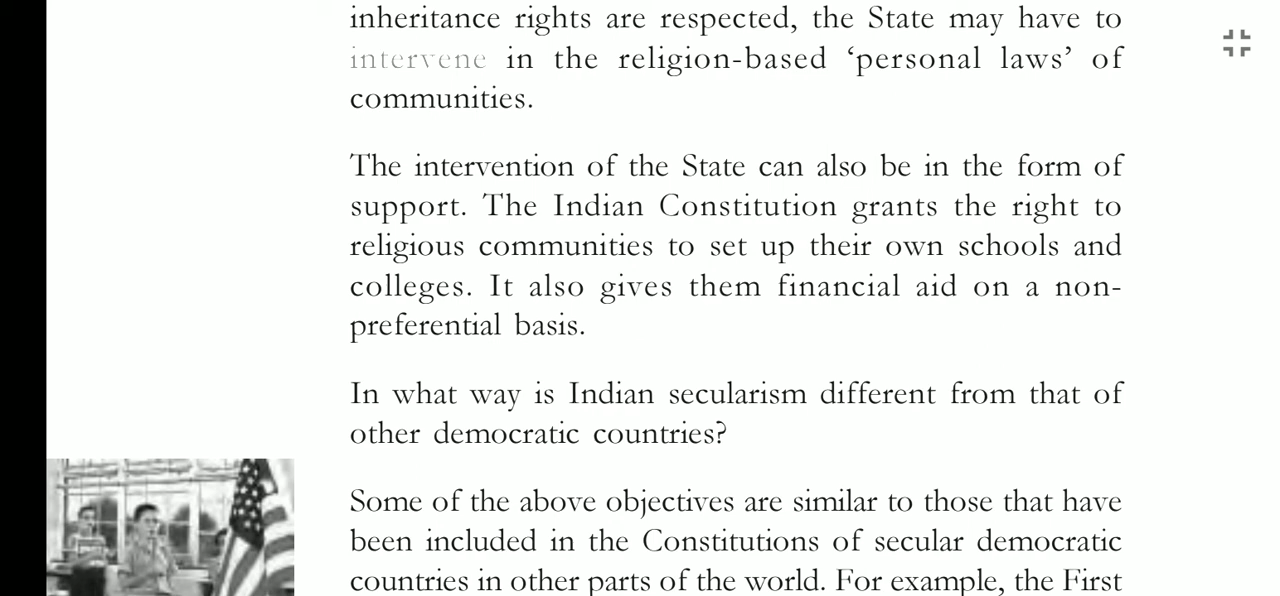 inheritance rights are respected, the State may have to
intervene in the religion-based ‘personal laws’ of
communities.
The intervention of the State can also be in the form of
support. The Indian Constitution grants the right to
religious communities to set up their own schools and
colleges. It also gives them financial aid on a non-
preferential basis.
In what way is Indian secularism different from that of
other democratic countries?
Some of the above objectives are similar to those that have
been included in the Constitutions of secular democratic
countries in other parts of the world. For example, the First